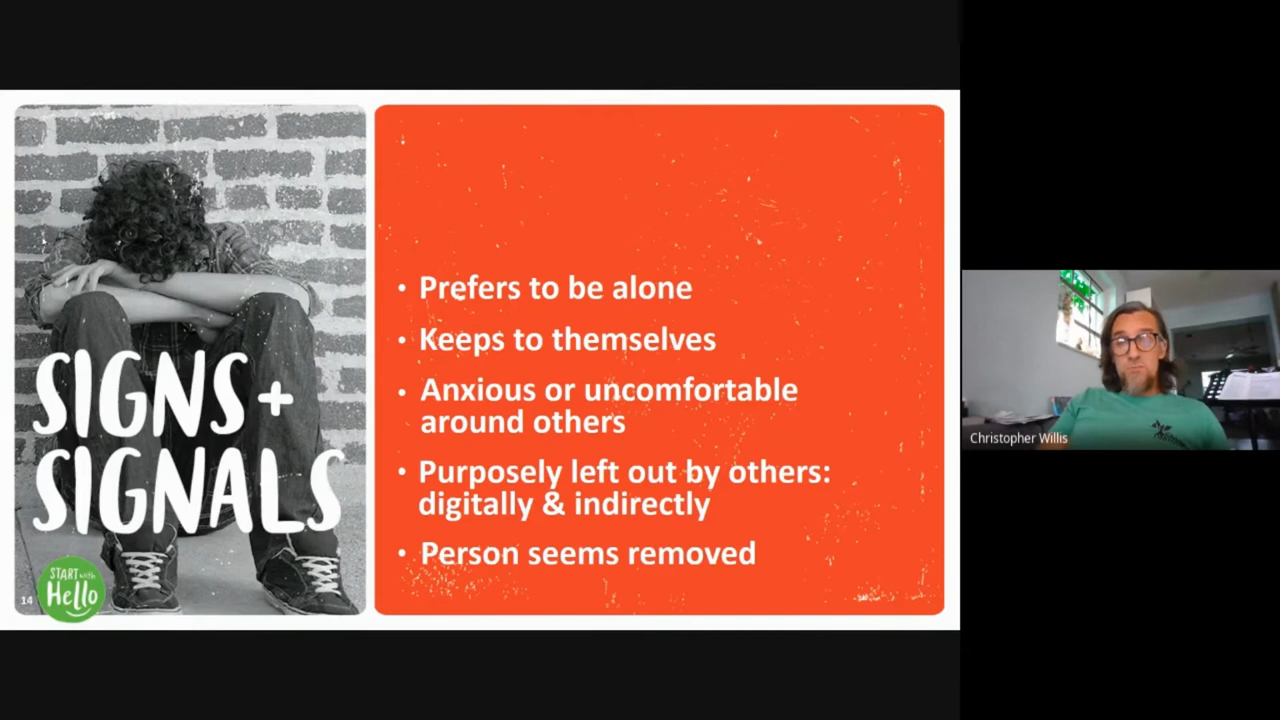 SIGNS+
SIGNALS
START with
Hello
14
• Prefers to be alone
• Keeps to themselves
• Anxious or uncomfortable
around others
• Purposely left out by others:
digitally & indirectly
• Person seems removed
Christopher Willis